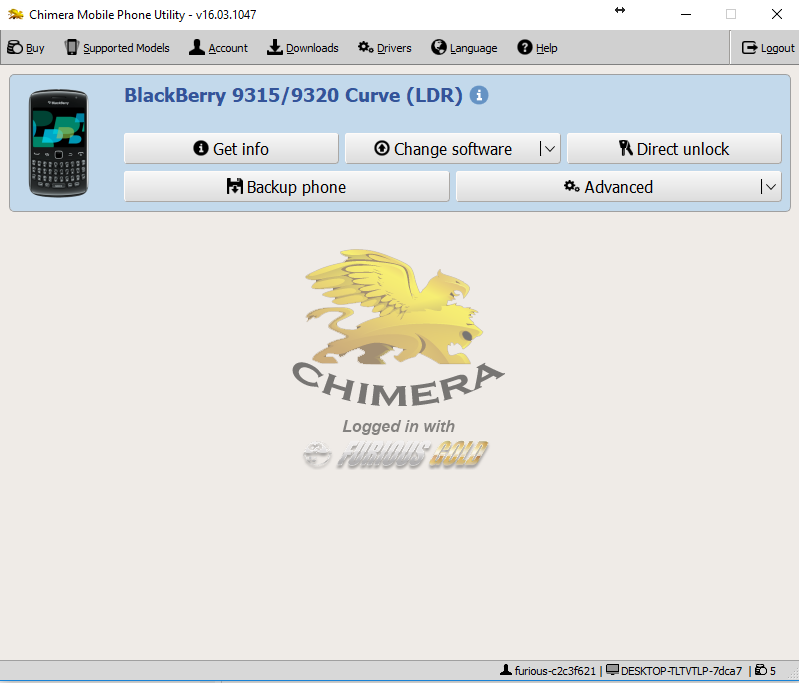 Chimera Mobile Phone Utility - v16.03.1047
Buy Supported Models Account Downloads Drivers Language Help Logout
BlackBerry 9315/9320 Curve (LDR)
Get info Change software Direct unlock
Backup phone Advanced
CHIMERA
Logged in with
FURIOUS GOLD
furious-c2c3f621 | DESKTOP-TLTVTLP-7dca7 | 5